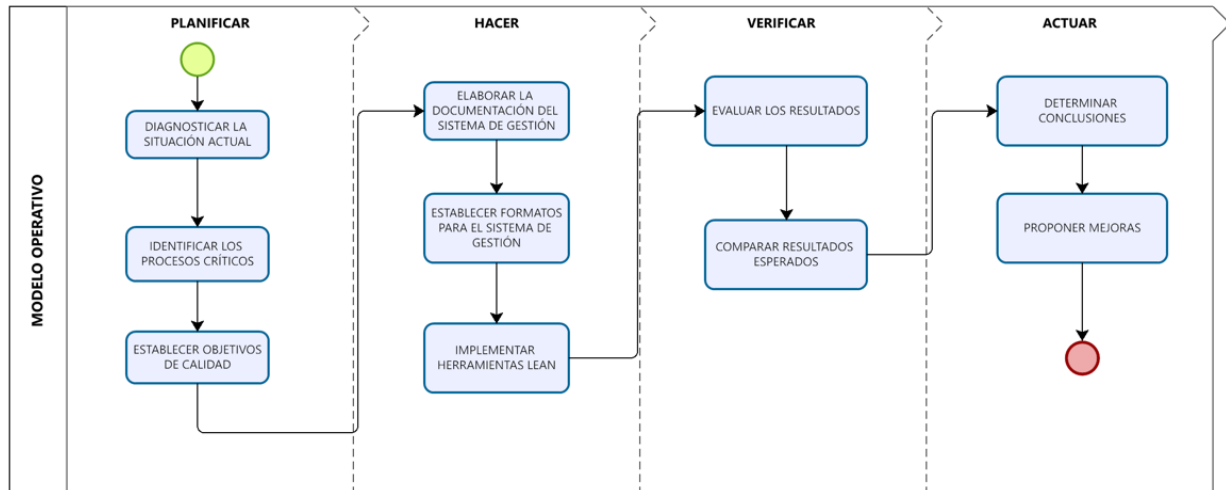 PLANIFICAR
HACER
VERIFICAR
ACTUAR
MODELO OPERATIVO
DIAGNOSTICAR LA
SITUACIÓN ACTUAL
IDENTIFICAR LOS
PROCESOS CRÍTICOS
ESTABLECER OBJETIVOS
DE CALIDAD
ELABORAR LA
DOCUMENTACIÓN DEL
SISTEMA DE GESTIÓN
ESTABLECER FORMATOS
PARA EL SISTEMA DE
GESTIÓN
IMPLEMENTAR
HERRAMIENTAS LEAN
EVALUAR LOS RESULTADOS
COMPARAR RESULTADOS
ESPERADOS
DETERMINAR
CONCLUSIONES
PROPONER MEJORAS